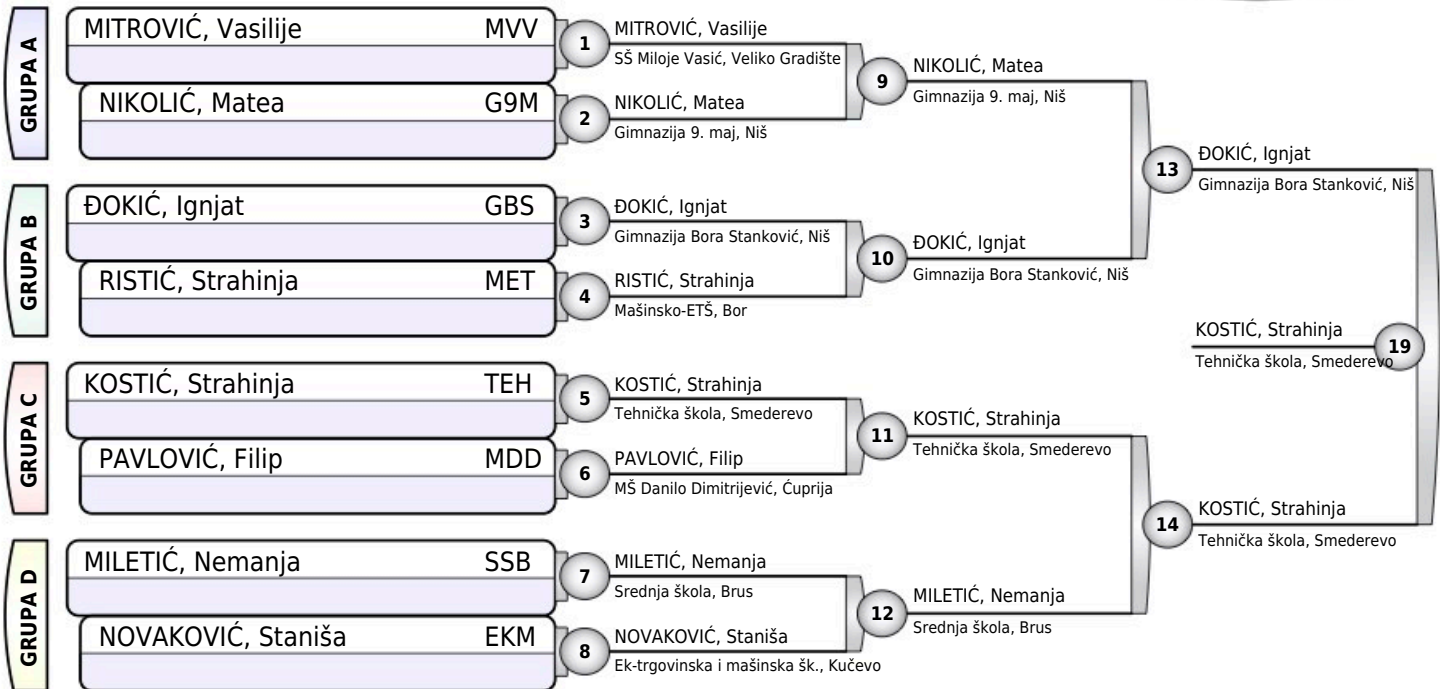 GRUPA A
MITROVIĆ, Vasilije MVV
NIKOLIĆ, Matea G9M
1
MITROVIĆ, Vasilije
SŠ Miloje Vasić, Veliko Gradište
2
NIKOLIĆ, Matea
Gimnazija 9. maj, Niš
9
NIKOLIĆ, Matea
Gimnazija 9. maj, Niš
GRUPA B
ĐOKIĆ, Ignjat GBS
RISTIĆ, Strahinja MET
3
ĐOKIĆ, Ignjat
Gimnazija Bora Stanković, Niš
4
RISTIĆ, Strahinja
Mašinsko-ETŠ, Bor
10
ĐOKIĆ, Ignjat
Gimnazija Bora Stanković, Niš
13
ĐOKIĆ, Ignjat
Gimnazija Bora Stanković, Niš
GRUPA C
KOSTIĆ, Strahinja TEH
PAVLOVIĆ, Filip MDD
5
KOSTIĆ, Strahinja
Tehnička škola, Smederevo
6
PAVLOVIĆ, Filip
MŠ Danilo Dimitrijević, Ćuprija
11
KOSTIĆ, Strahinja
Tehnička škola, Smederevo
GRUPA D
MILETIĆ, Nemanja SSB
NOVAKOVIĆ, Staniša EKM
7
MILETIĆ, Nemanja
Srednja škola, Brus
8
NOVAKOVIĆ, Staniša
Ek-trgovinska i mašinska šk., Kučevo
12
MILETIĆ, Nemanja
Srednja škola, Brus
14
KOSTIĆ, Strahinja
Tehnička škola, Smederevo
KOSTIĆ, Strahinja
Tehnička škola, Smederevo
19